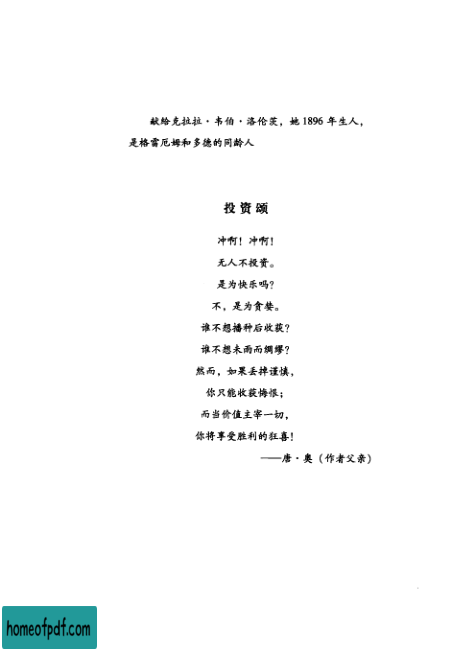 献给克拉拉·韦伯·洛伦茨，她1896年生人，
是格雷厄姆和多德的同龄人
投资颂
冲啊！冲啊！
无人不投资。
是为快乐吗？
不，是为贪婪。
谁不想播种后收获？
谁不想未雨而绸缪？
然而，如果丢掉谨慎，
你只能收获悔恨；
而当价值主宰一切，
你将享受胜利的狂喜！
——唐·奥（作者父亲）
homeofpdf.com